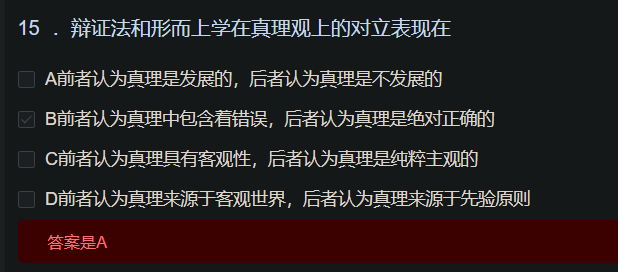 15 ．辩证法和形而上学在真理观上的对立表现在
A前者认为真理是发展的，后者认为真理是不发展的
B前者认为真理中包含着错误，后者认为真理是绝对正确的
C前者认为真理具有客观性，后者认为真理是纯粹主观的
D前者认为真理来源于客观世界，后者认为真理来源于先验原则
答案是A